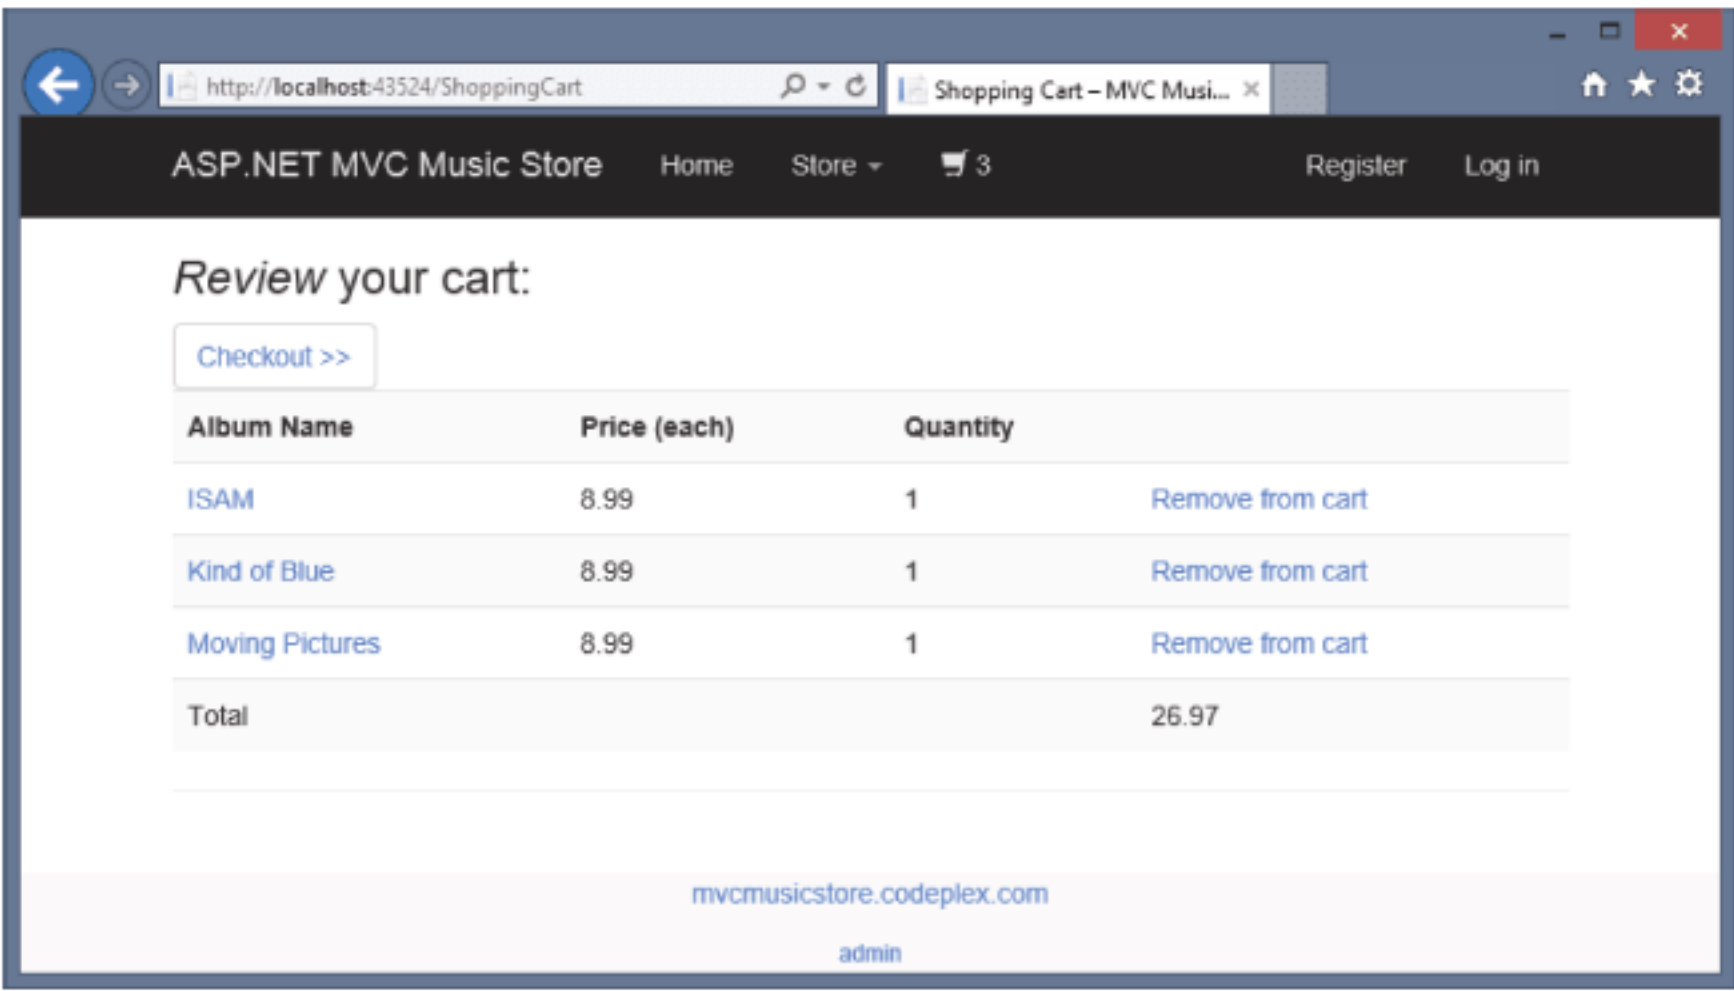 http://localhost:43524/ShoppingCart
Shopping Cart – MVC Musi...
ASP.NET MVC Music Store Home Store 3 Register Log in
Review your cart:
Checkout >>
Album Name Price (each) Quantity
ISAM 8.99 1 Remove from cart
Kind of Blue 8.99 1 Remove from cart
Moving Pictures 8.99 1 Remove from cart
Total 26.97
mvcmusicstore.codeplex.com
admin